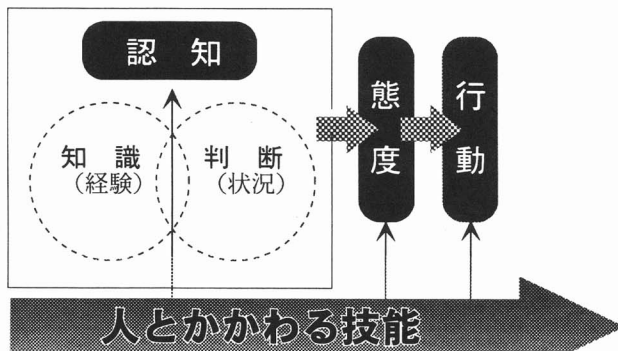 認知
知識
(経験)
判断
(状況)
態度
行動
人とかかわる技能